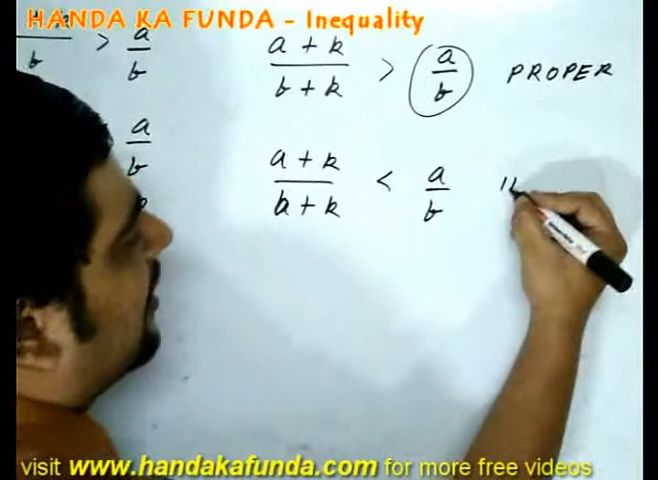 HANDA KA FUNDA - Inequality
b > a/b
(a + k)/(b + k) > a/b PROPER
a/b
(a + k)/(b + k) < a/b
visit www.handakafunda.com for more free videos